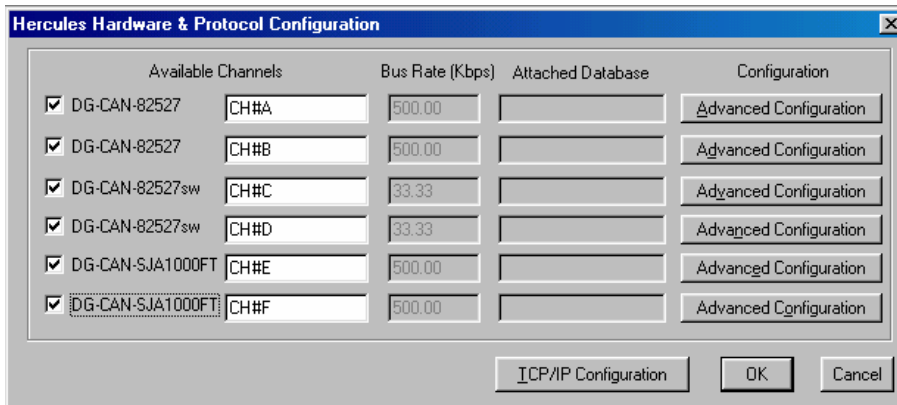 Hercules Hardware & Protocol Configuration
Available Channels Bus Rate (Kbps) Attached Database Configuration
DG-CAN-82527 CH#A 500.00 Advanced Configuration
DG-CAN-82527 CH#B 500.00 Advanced Configuration
DG-CAN-82527sw CH#C 33.33 Advanced Configuration
DG-CAN-82527sw CH#D 33.33 Advanced Configuration
DG-CAN-SJA1000FT CH#E 500.00 Advanced Configuration
DG-CAN-SJA1000FT CH#F 500.00 Advanced Configuration
TCP/IP Configuration OK Cancel